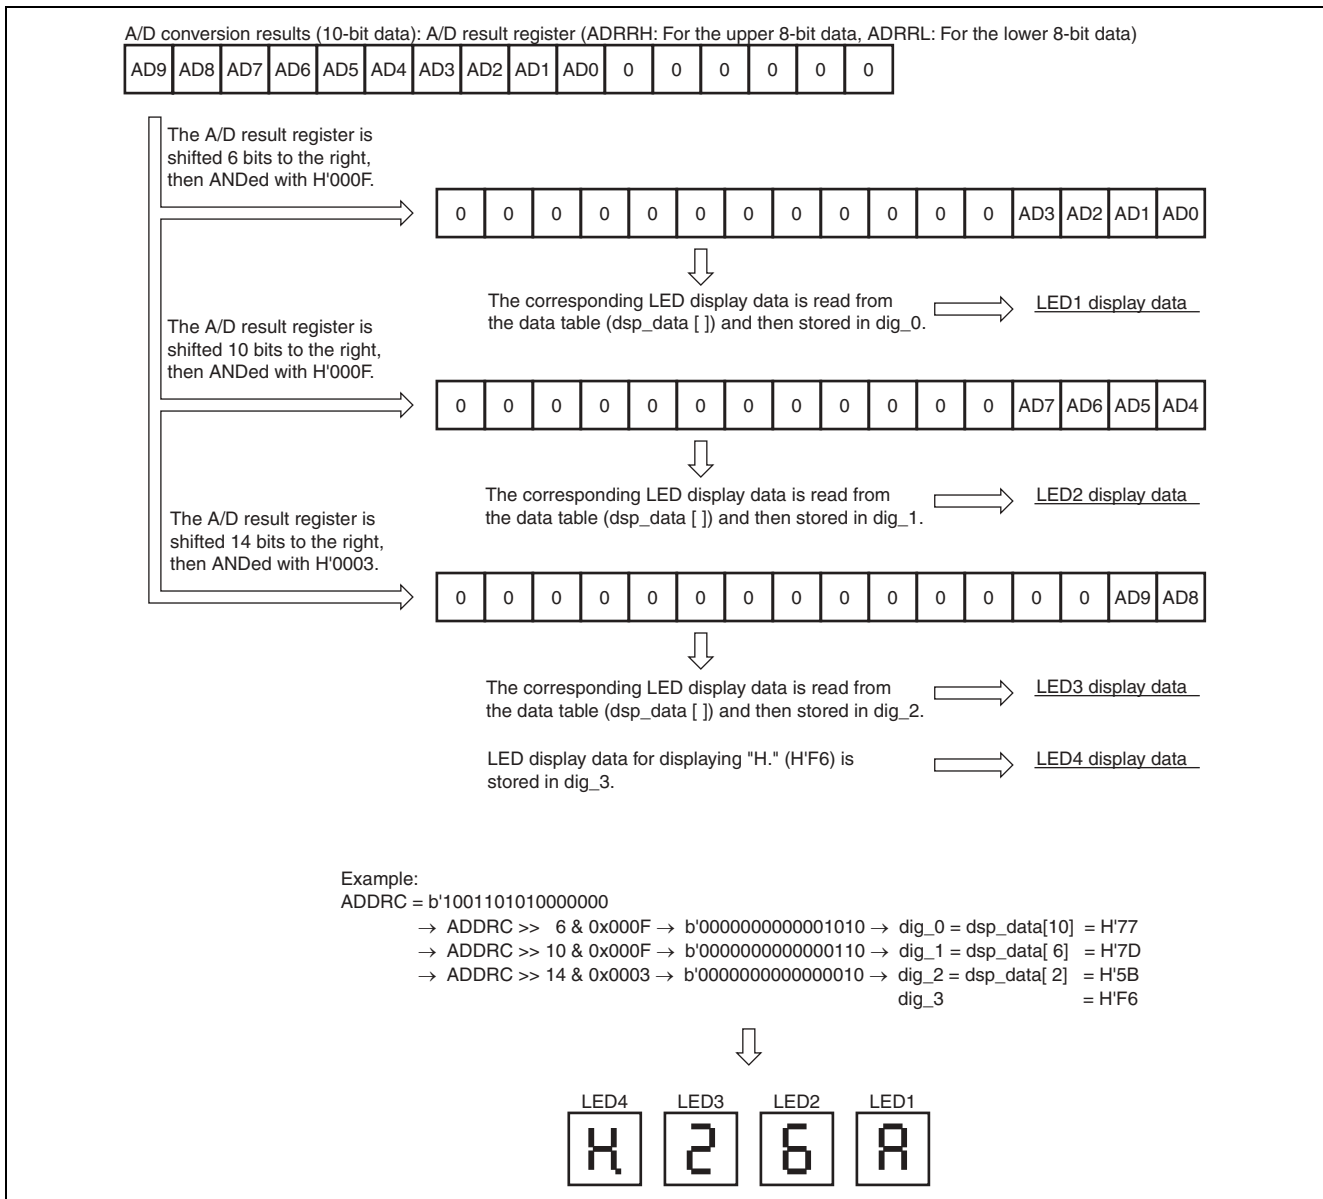 A/D conversion results (10-bit data): A/D result register (ADRRH: For the upper 8-bit data, ADRRL: For the lower 8-bit data)
AD9 AD8 AD7 AD6 AD5 AD4 AD3 AD2 AD1 AD0 0 0 0 0 0 0
The A/D result register is
shifted 6 bits to the right,
then ANDed with H'000F.
0 0 0 0 0 0 0 0 0 0 0 0 AD3 AD2 AD1 AD0
The corresponding LED display data is read from
the data table (dsp_data [ ]) and then stored in dig_0.
LED1 display data
The A/D result register is
shifted 10 bits to the right,
then ANDed with H'000F.
0 0 0 0 0 0 0 0 0 0 0 0 AD7 AD6 AD5 AD4
The corresponding LED display data is read from
the data table (dsp_data [ ]) and then stored in dig_1.
LED2 display data
The A/D result register is
shifted 14 bits to the right,
then ANDed with H'0003.
0 0 0 0 0 0 0 0 0 0 0 0 0 0 AD9 AD8
The corresponding LED display data is read from
the data table (dsp_data [ ]) and then stored in dig_2.
LED3 display data
LED display data for displaying "H." (H'F6) is
stored in dig_3.
LED4 display data
Example:
ADDRC = b'1001101010000000
→ ADDRC >> 6 & 0x000F → b'0000000000001010 → dig_0 = dsp_data[10] = H'77
→ ADDRC >> 10 & 0x000F → b'0000000000000110 → dig_1 = dsp_data[ 6] = H'7D
→ ADDRC >> 14 & 0x0003 → b'0000000000000010 → dig_2 = dsp_data[ 2] = H'5B
dig_3 = H'F6
LED4 LED3 LED2 LED1
H. 2 6 A